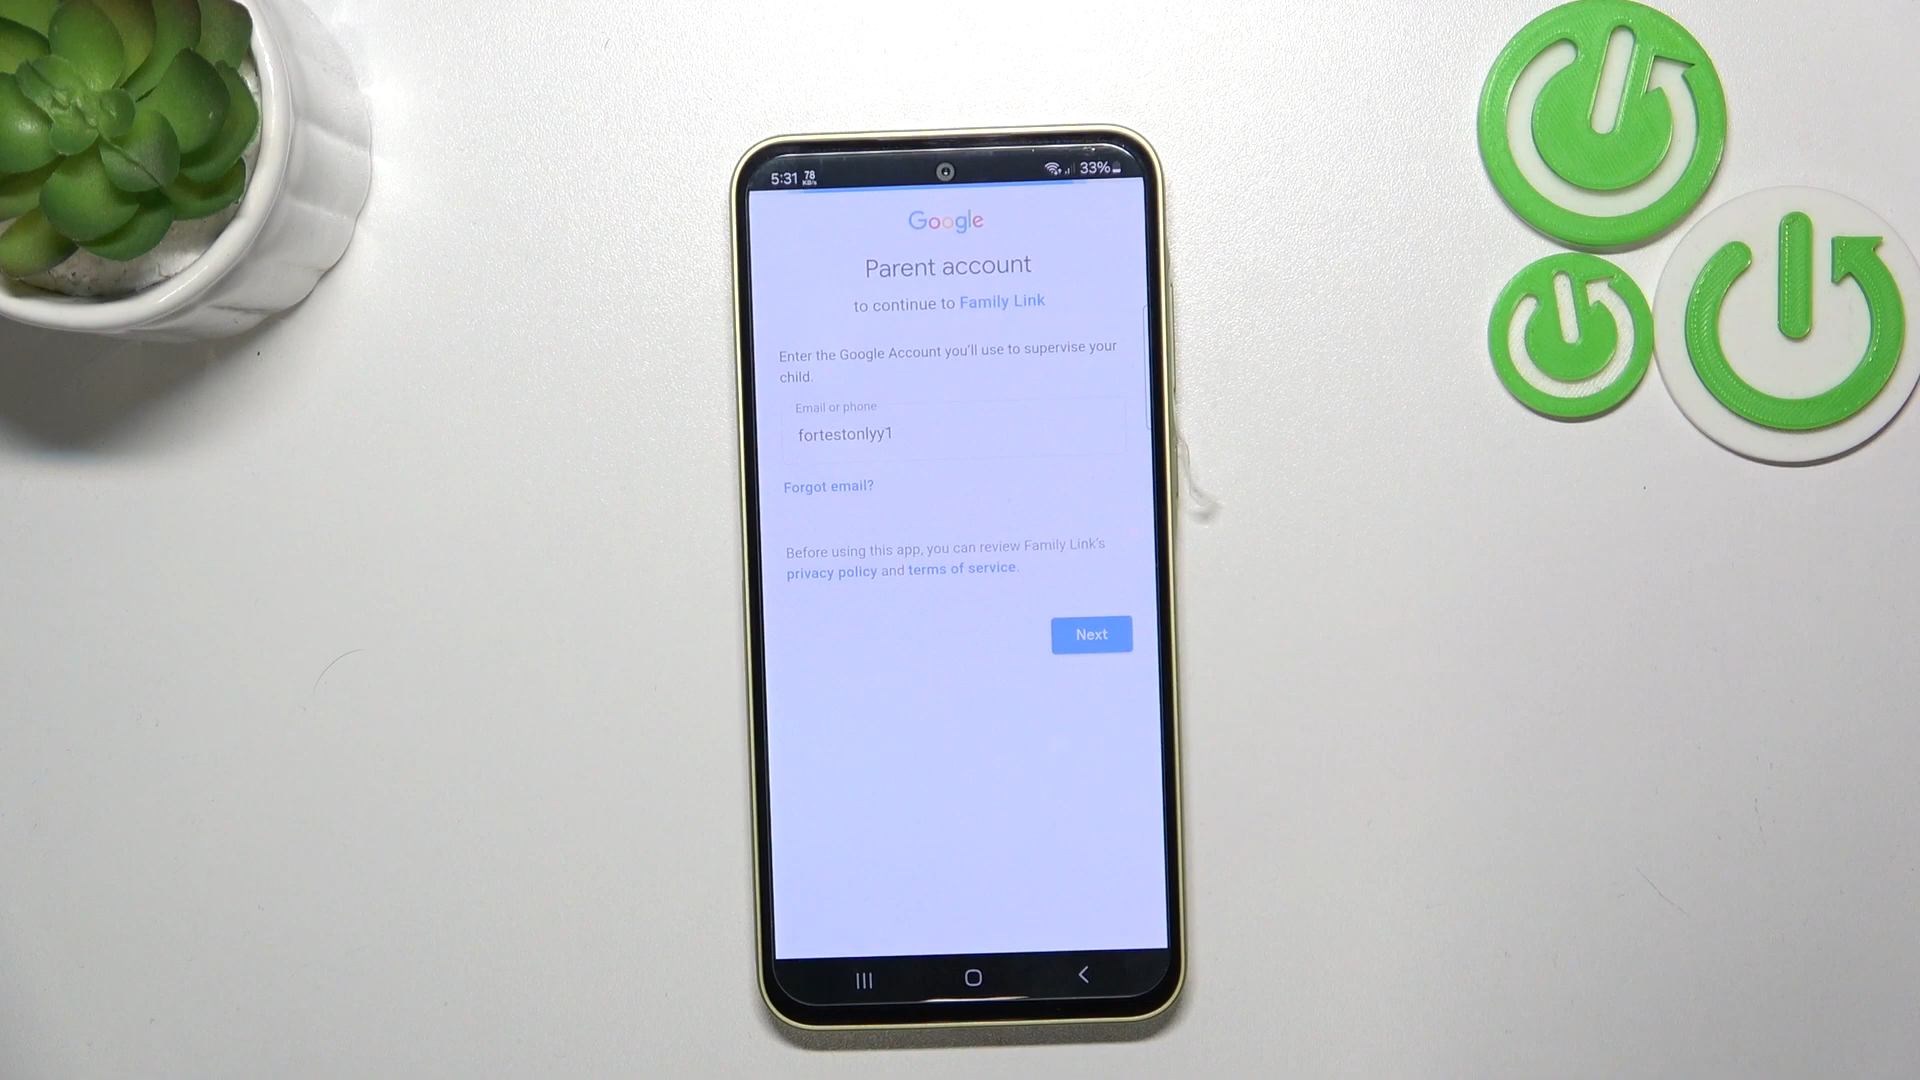 5:31 78 KB/s 33%
Google
Parent account
to continue to Family Link
Enter the Google Account you'll use to supervise your
child.
Email or phone
fortestonlyy1
Forgot email?
Before using this app, you can review Family Link's
privacy policy and terms of service.
Next